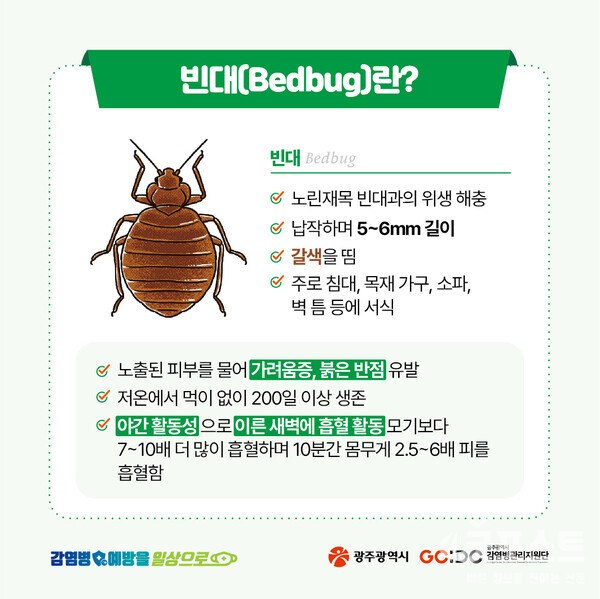 빈대(Bedbug)란?
빈대 Bedbug
노린재목 빈대과의 위생 해충
납작하며 5~6mm 길이
갈색을 띰
주로 침대, 목재 가구, 소파,
벽 틈 등에 서식
노출된 피부를 물어 가려움증, 붉은 반점 유발
저온에서 먹이 없이 200일 이상 생존
야간 활동성으로 이른 새벽에 흡혈 활동 모기보다
7~10배 더 많이 흡혈하며 10분간 몸무게 2.5~6배 피를
흡혈함
감염병 예방을 일상으로
광주광역시
광주광역시
GC:DC 감염병관리지원단